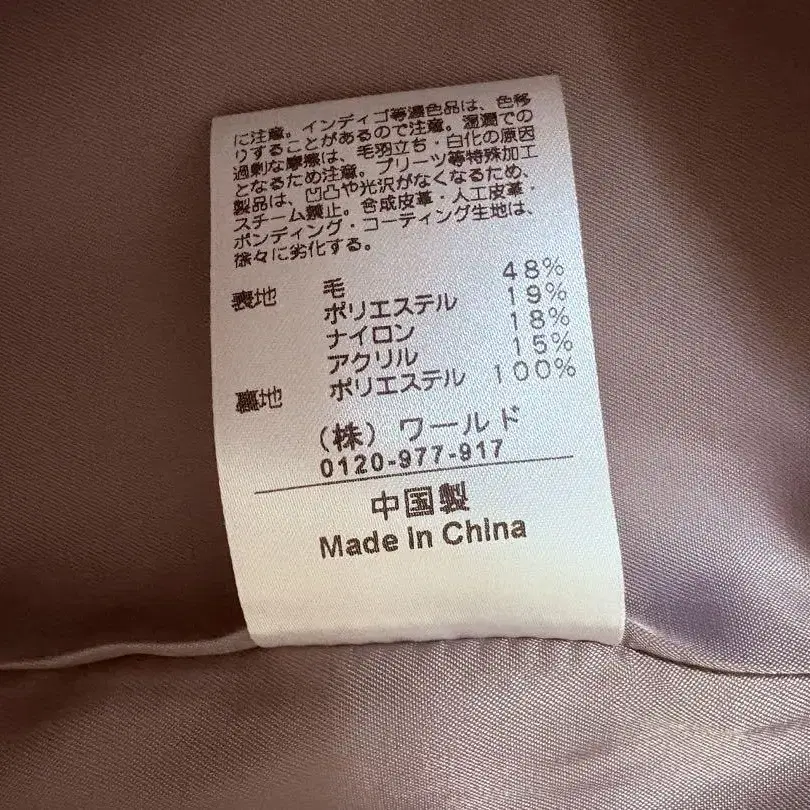 に注意。インディゴ等濃色品は、色移
りすることがあるので注意。湿潤での
過剰な摩擦は、毛羽立ち・白化の原因
となるため注意。プリーツ等特殊加工
製品は、凹凸や光沢がなくなるため、
スチーム禁止。合成皮革・人工皮革・
ボンディング・コーティング生地は、
徐々に劣化する。
表地 毛 48%
ポリエステル 19%
ナイロン 18%
アクリル 15%
裏地 ポリエステル 100%
(株)ワールド
0120-977-917
中国製
Made in China